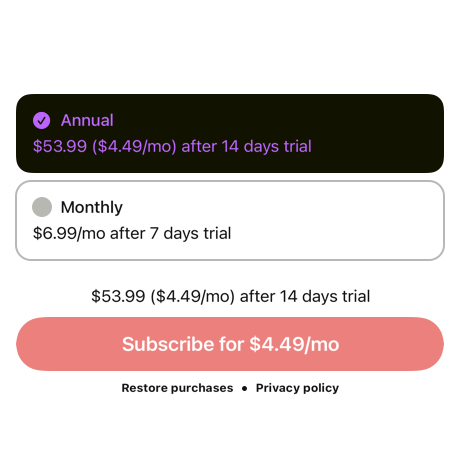 Annual
$53.99 ($4.49/mo) after 14 days trial
Monthly
$6.99/mo after 7 days trial
$53.99 ($4.49/mo) after 14 days trial
Subscribe for $4.49/mo
Restore purchases • Privacy policy